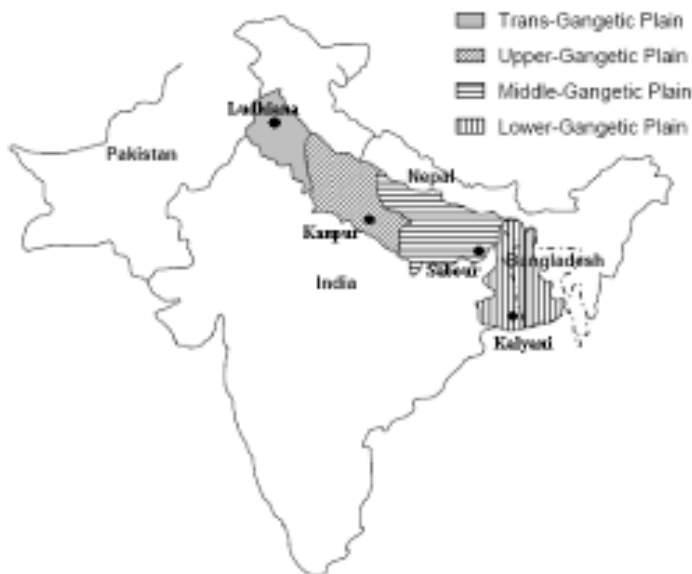 Trans-Gangetic Plain
Upper-Gangetic Plain
Middle-Gangetic Plain
Lower-Gangetic Plain
Ludhiana
Pakistan
Nepal
Kanpur
Sabour
Bangladesh
India
Kalyani